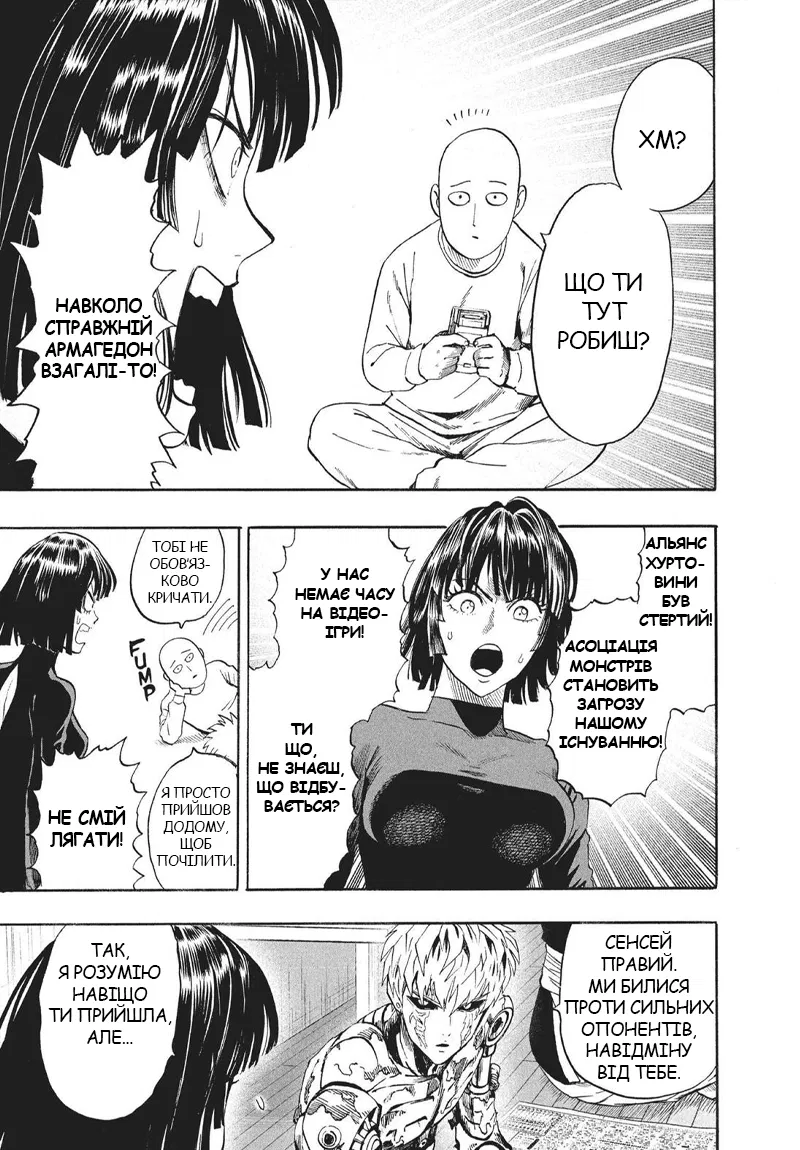 ХМ?
ЩО ТИ
ТУТ
РОБИШ?
НАВКОЛО
СПРАВЖНІЙ
АРМАГЕДОН
ВЗАГАЛІ-ТО!
АЛЬЯНС
ХУРТО-
ВИНИ
БУВ
СТЕРТИЙ!
АСОЦІАЦІЯ
МОНСТРІВ
СТАНОВИТЬ
ЗАГРОЗУ
НАШОМУ
ІСНУВАННЮ!
У НАС
НЕМАЄ ЧАСУ
НА ВІДЕО-
ІГРИ!
ТИ
ЩО,
НЕ ЗНАЄШ,
ЩО ВІДБУ-
ВАЄТЬСЯ?
ТОБІ НЕ
ОБОВ'ЯЗ-
КОВО
КРИЧАТИ.
FUMP
Я ПРОСТО
ПРИЙШОВ
ДОДОМУ,
ЩОБ
ПОЧІЛИТИ.
НЕ СМІЙ
ЛЯГАТИ!
СЕНСЕЙ
ПРАВИЙ.
МИ БИЛИСЯ
ПРОТИ СИЛЬНИХ
ОПОНЕНТІВ,
НАВІДМІНУ
ВІД ТЕБЕ.
ТАК,
Я РОЗУМІЮ
НАВІЩО
ТИ ПРИЙШЛА,
АЛЕ...